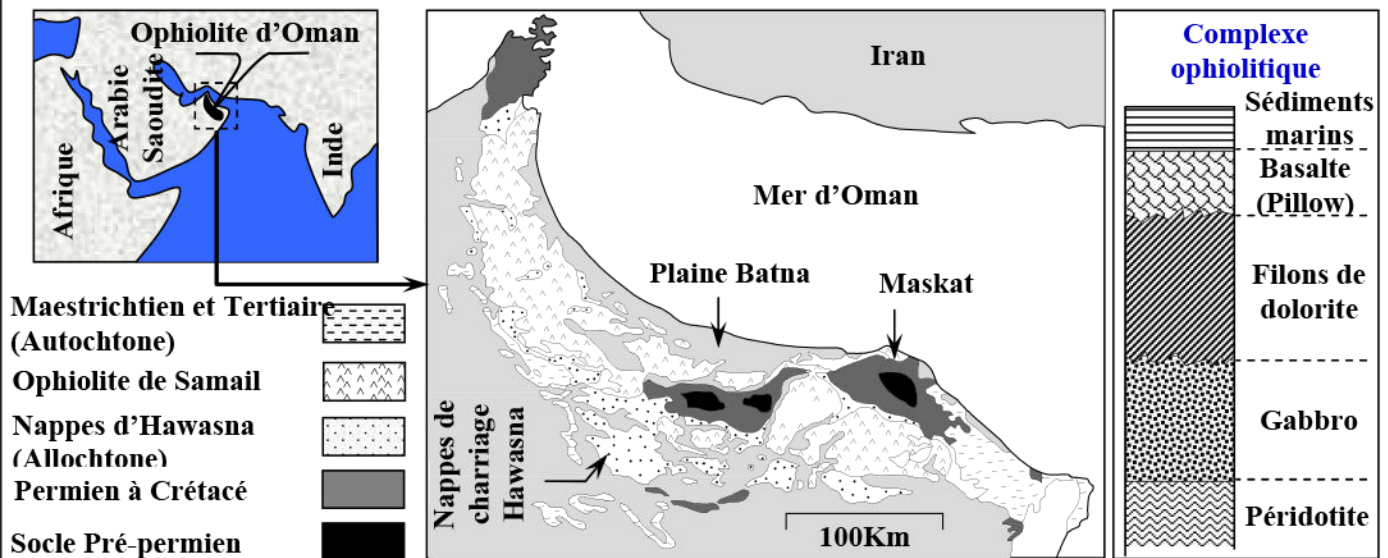 Ophiolite d'Oman
Arabie
Saoudite
Afrique
Inde
Maestrichtien et Tertiaire
(Autochtone)
Ophiolite de Samail
Nappes d'Hawasna
(Allochtone)
Permien à Crétacé
Socle Pré-permien
Iran
Mer d'Oman
Plaine Batna
Maskat
Nappes de
charriage
Hawasna
100Km
Complexe
ophiolitique
Sédiments
marins
Basalte
(Pillow)
Filons de
dolorite
Gabbro
Péridotite